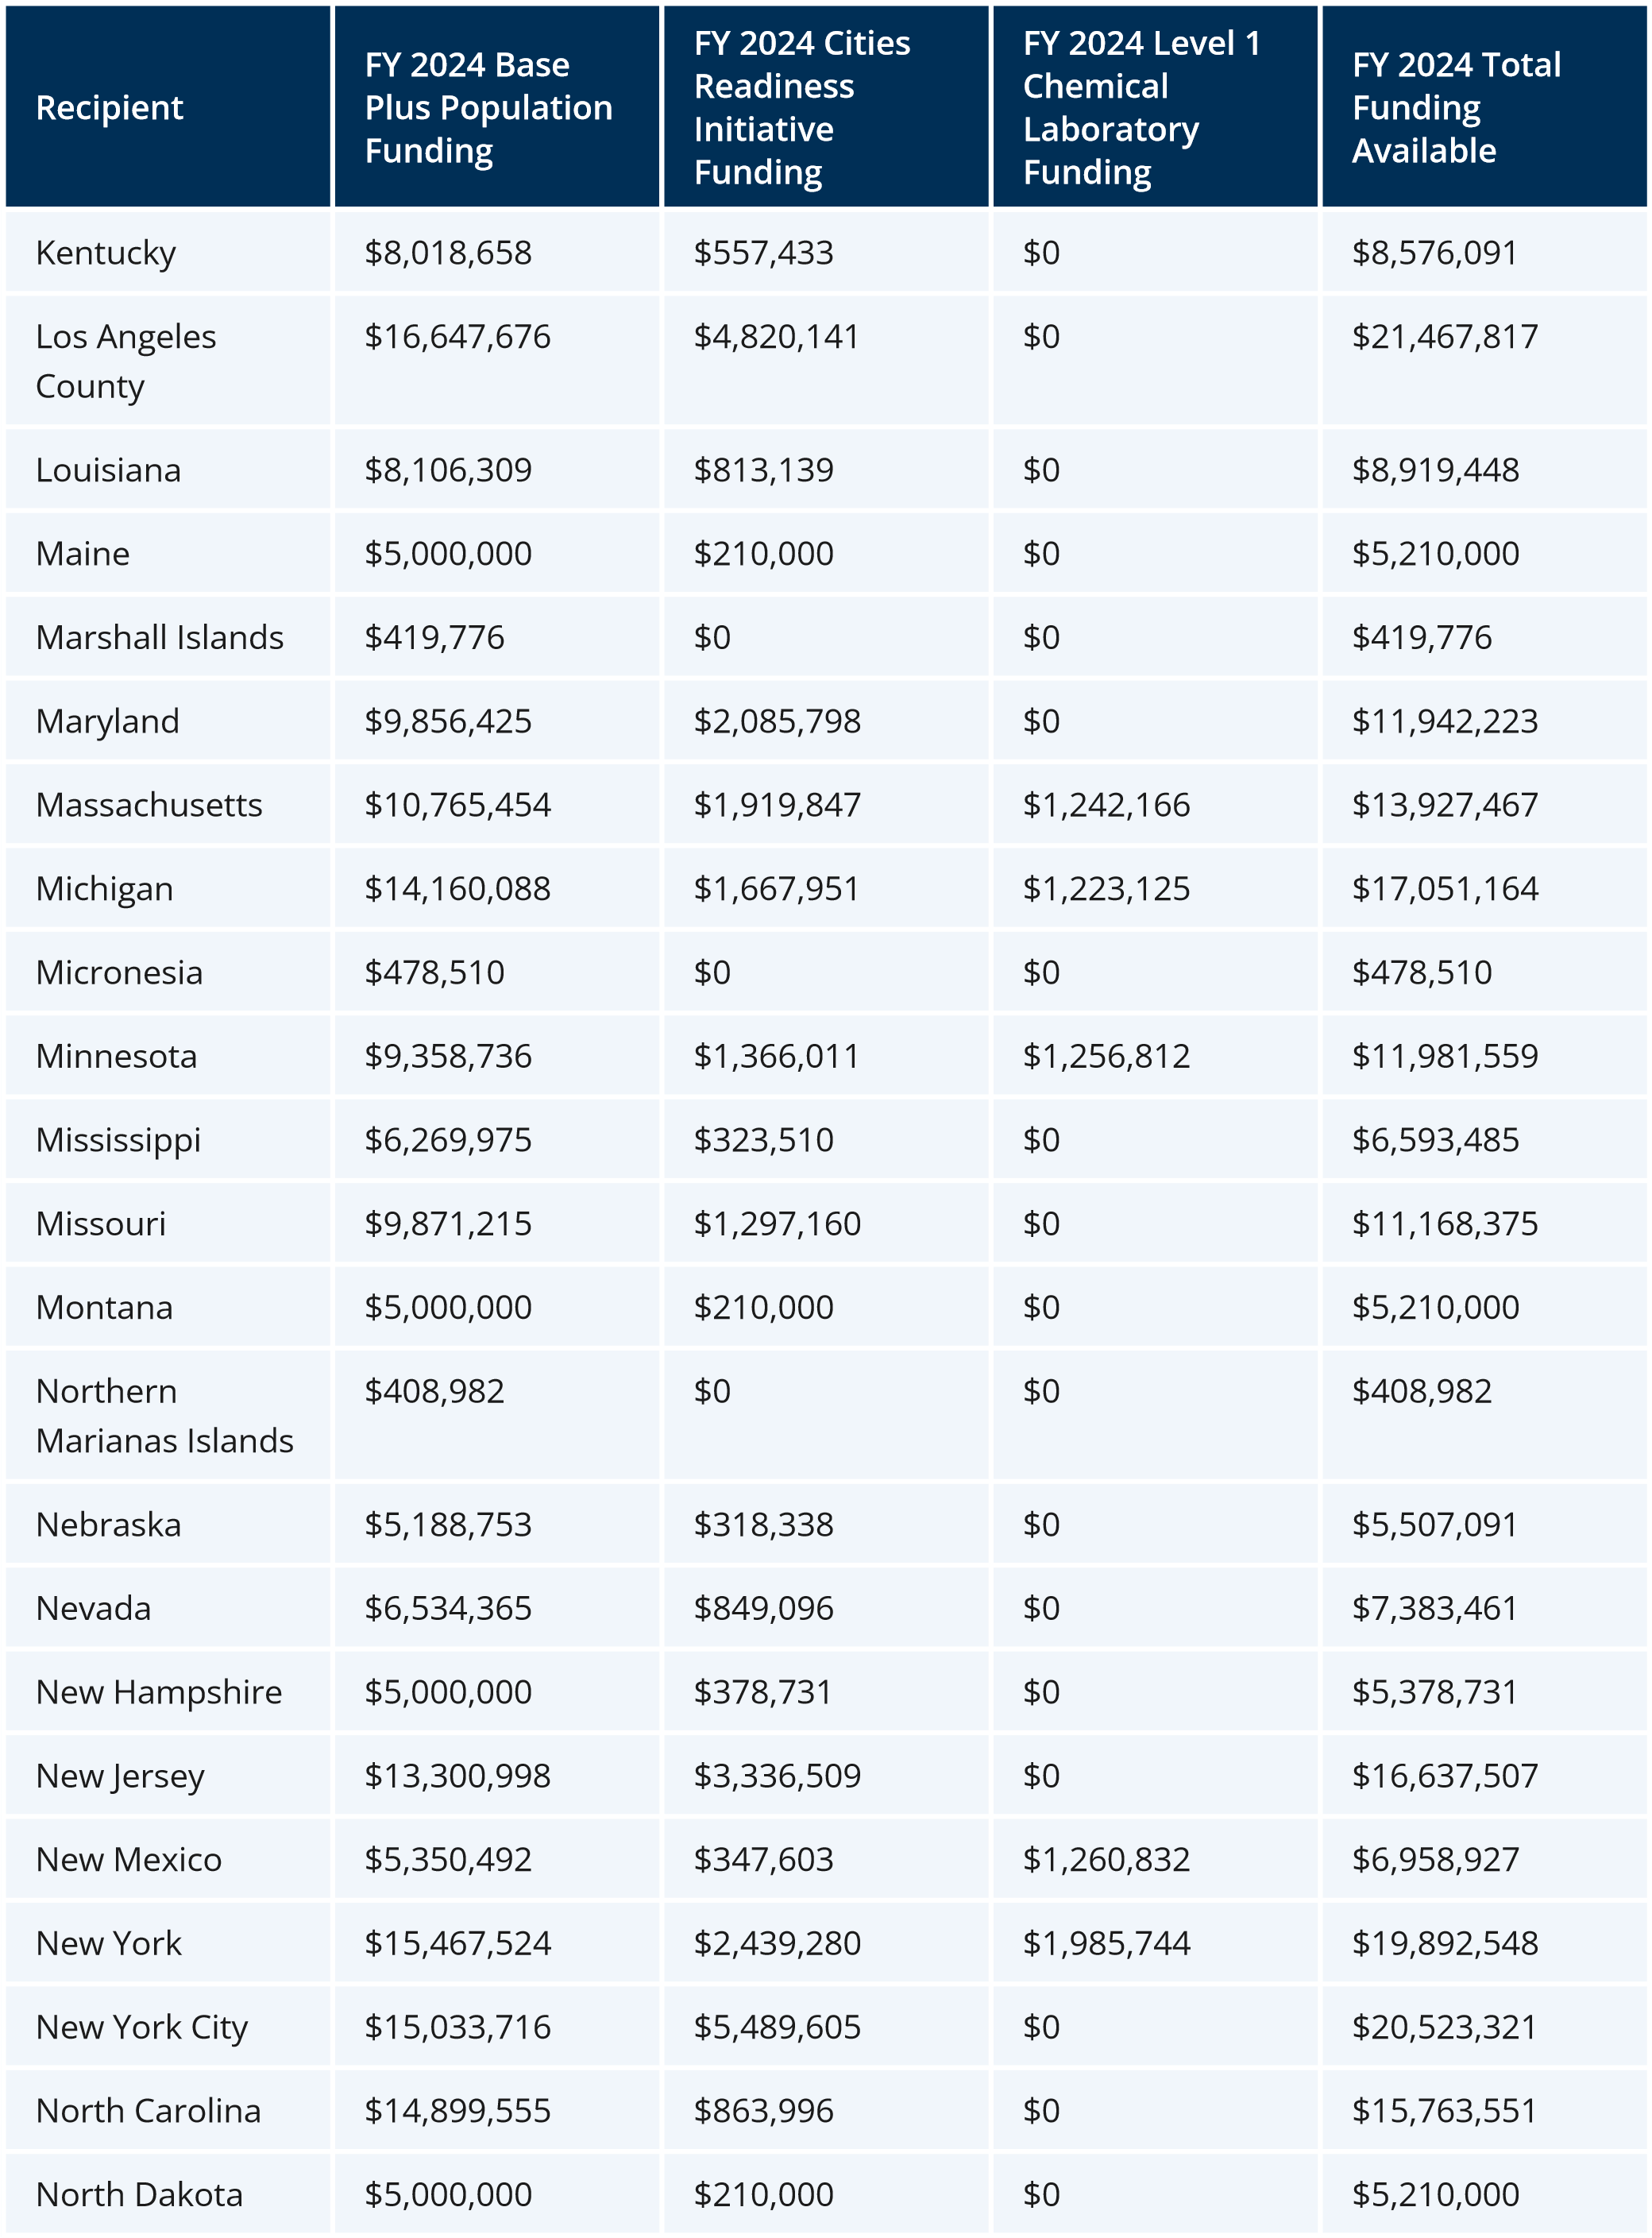 Recipient
FY 2024 Base
Plus Population
Funding
FY 2024 Cities
Readiness
Initiative
Funding
FY 2024 Level 1
Chemical
Laboratory
Funding
FY 2024 Total
Funding
Available
Kentucky $8,018,658 $557,433 $0 $8,576,091
Los Angeles $16,647,676 $4,820,141 $0 $21,467,817
County
Louisiana $8,106,309 $813,139 $0 $8,919,448
Maine $5,000,000 $210,000 $0 $5,210,000
Marshall Islands $419,776 $0 $0 $419,776
Maryland $9,856,425 $2,085,798 $0 $11,942,223
Massachusetts $10,765,454 $1,919,847 $1,242,166 $13,927,467
Michigan $14,160,088 $1,667,951 $1,223,125 $17,051,164
Micronesia $478,510 $0 $0 $478,510
Minnesota $9,358,736 $1,366,011 $1,256,812 $11,981,559
Mississippi $6,269,975 $323,510 $0 $6,593,485
Missouri $9,871,215 $1,297,160 $0 $11,168,375
Montana $5,000,000 $210,000 $0 $5,210,000
Northern $408,982 $0 $0 $408,982
Marianas Islands
Nebraska $5,188,753 $318,338 $0 $5,507,091
Nevada $6,534,365 $849,096 $0 $7,383,461
New Hampshire $5,000,000 $378,731 $0 $5,378,731
New Jersey $13,300,998 $3,336,509 $0 $16,637,507
New Mexico $5,350,492 $347,603 $1,260,832 $6,958,927
New York $15,467,524 $2,439,280 $1,985,744 $19,892,548
New York City $15,033,716 $5,489,605 $0 $20,523,321
North Carolina $14,899,555 $863,996 $0 $15,763,551
North Dakota $5,000,000 $210,000 $0 $5,210,000